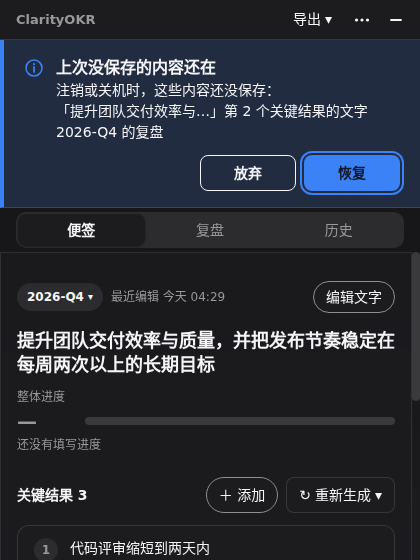 ClarityOKR
导出 ▾ ··· −
上次没保存的内容还在
注销或关机时，这些内容还没保存：
「提升团队交付效率与…」第 2 个关键结果的文字
2026-Q4 的复盘
放弃 恢复
便签 复盘 历史
2026-Q4 ▾ 最近编辑 今天 04:29 编辑文字
提升团队交付效率与质量，并把发布节奏稳定在
每周两次以上的长期目标
整体进度
—
还没有填写进度
关键结果 3 + 添加 ↻ 重新生成 ▾
1 代码评审缩短到两天内